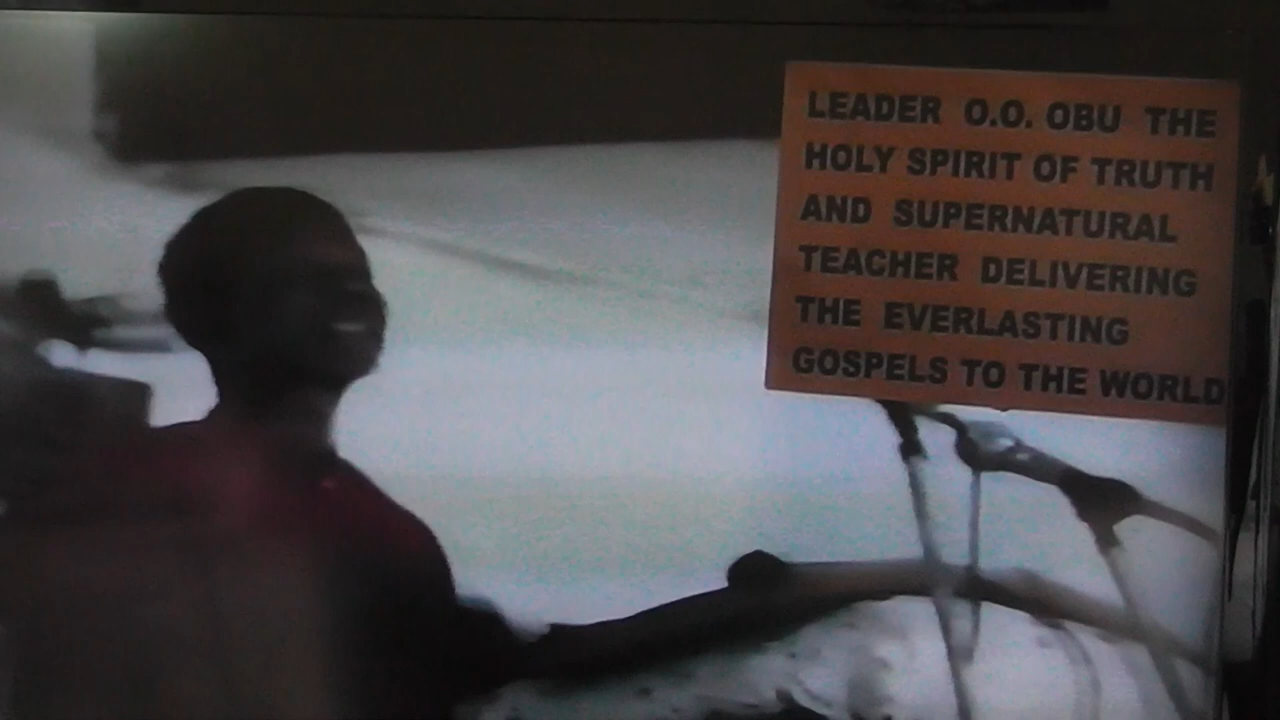 LEADER O.O. OBU THE
HOLY SPIRIT OF TRUTH
AND SUPERNATURAL
TEACHER DELIVERING
THE EVERLASTING
GOSPELS TO THE WORLD